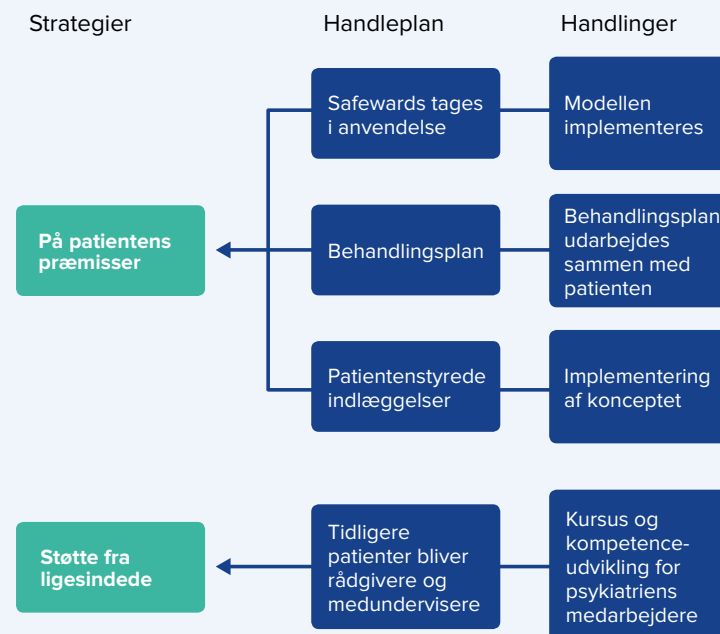 Strategier
Handleplan
Handlinger
Safewards tages
i anvendelse
Modellen
implementeres
På patientens
præmisser
Behandlingsplan
Behandlingsplan
udarbejdes
sammen med
patienten
Patientenstyrede
indlæggelser
Implementering
af konceptet
Støtte fra
ligesindede
Tidligere
patienter bliver
rådgivere og
medundervisere
Kursus og
kompetence-
udvikling for
psykiatriens
medarbejdere